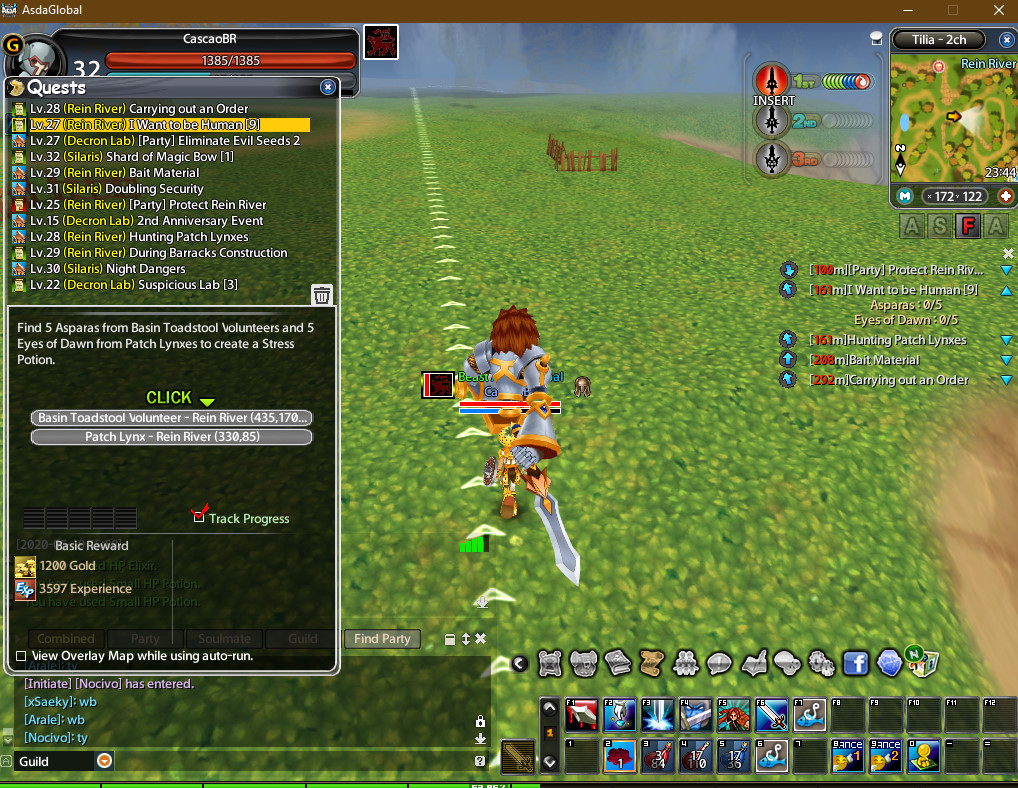 AsdaGlobal
G
CascaoBR
32
1385/1385
Quests
Lv.28 (Rein River) Carrying out an Order
Lv.27 (Rein River) I Want to be Human [9]
Lv.27 (Decron Lab) [Party] Eliminate Evil Seeds 2
Lv.32 (Silaris) Shard of Magic Bow [1]
Lv.29 (Rein River) Bait Material
Lv.31 (Silaris) Doubling Security
Lv.25 (Rein River) [Party] Protect Rein River
Lv.15 (Decron Lab) 2nd Anniversary Event
Lv.28 (Rein River) Hunting Patch Lynxes
Lv.29 (Rein River) During Barracks Construction
Lv.30 (Silaris) Night Dangers
Lv.22 (Decron Lab) Suspicious Lab [3]
Find 5 Asparas from Basin Toadstool Volunteers and 5
Eyes of Dawn from Patch Lynxes to create a Stress
Potion.
CLICK
Basin Toadstool Volunteer - Rein River (435,170...
Patch Lynx - Rein River (330,85)
Track Progress
Basic Reward
1200 Gold
EXP 3597 Experience
You have used Small HP Potion.
Combined Party Soulmate Guild Find Party
View Overlay Map while using auto-run.
[Arale]: ty
[Initiate] [Nocivo] has entered.
[xSaeky]: wb
[Arale]: wb
[Nocivo]: ty
Guild
1ST
INSERT
2ND
3RD
Tilia - 2ch
Rein River
N
23:44
M
172 : 122
A S F A
[100m][Party] Protect Rein Riv...
[161m]I Want to be Human [9]
Asparas : 0/5
Eyes of Dawn : 0/5
[161m]Hunting Patch Lynxes
[208m]Bait Material
[292m]Carrying out an Order
N
F1 F2 F3 F4 F5 F6 F7 F8 F9 F10 F11 F12
1
1 2 3 4 5 6 7 8 9 0 - =